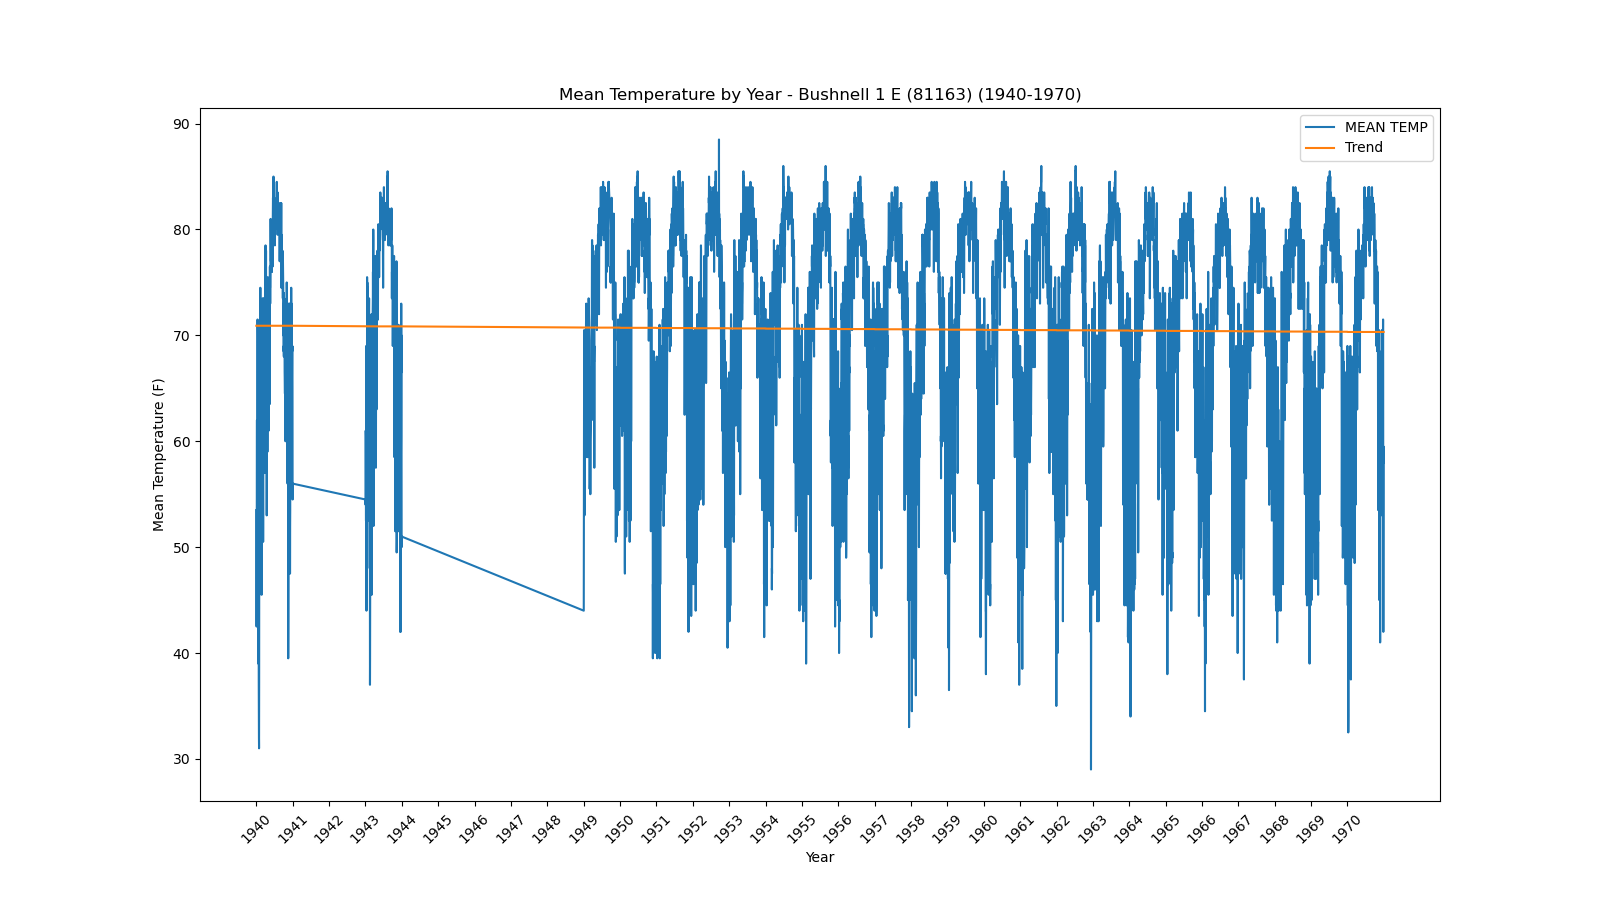 Mean Temperature by Year - Bushnell 1 E (81163) (1940-1970)
MEAN TEMP
Trend
90
80
70
60
50
40
30
Mean Temperature (F)
1940 1941 1942 1943 1944 1945 1946 1947 1948 1949 1950 1951 1952 1953 1954 1955 1956 1957 1958 1959 1960 1961 1962 1963 1964 1965 1966 1967 1968 1969 1970
Year